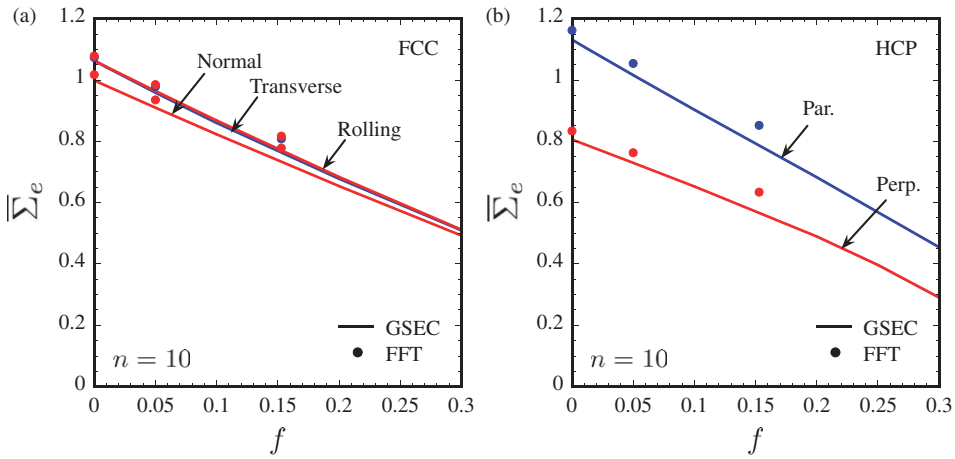 (a)
1.2
1
0.8
0.6
0.4
0.2
0
Σ̅e
FCC
Normal
Transverse
Rolling
GSEC
FFT
n = 10
0 0.05 0.1 0.15 0.2 0.25 0.3
f
(b)
1.2
1
0.8
0.6
0.4
0.2
0
Σ̅e
HCP
Par.
Perp.
GSEC
FFT
n = 10
0 0.05 0.1 0.15 0.2 0.25 0.3
f